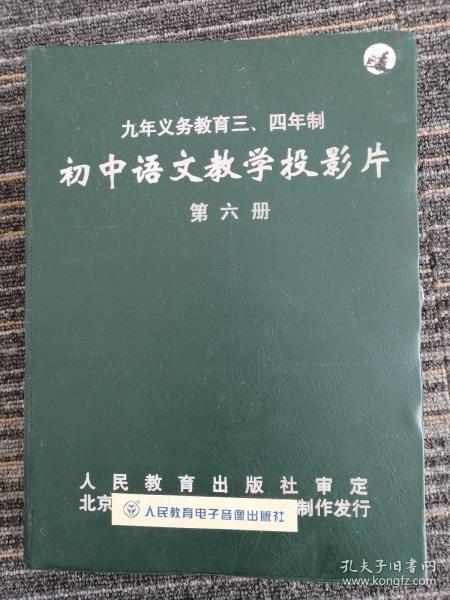 九年义务教育三、四年制
初中语文教学投影片
第六册
人民教育出版社审定
北京 制作发行
人民教育电子音像出版社
孔夫子旧书网
www.kongfz.com